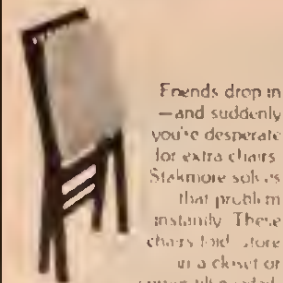 Friends drop in
—and suddenly
you're desperate
for extra chairs.
Stakmore solves
that problem
instantly. These
chairs fold, store
in a closet or